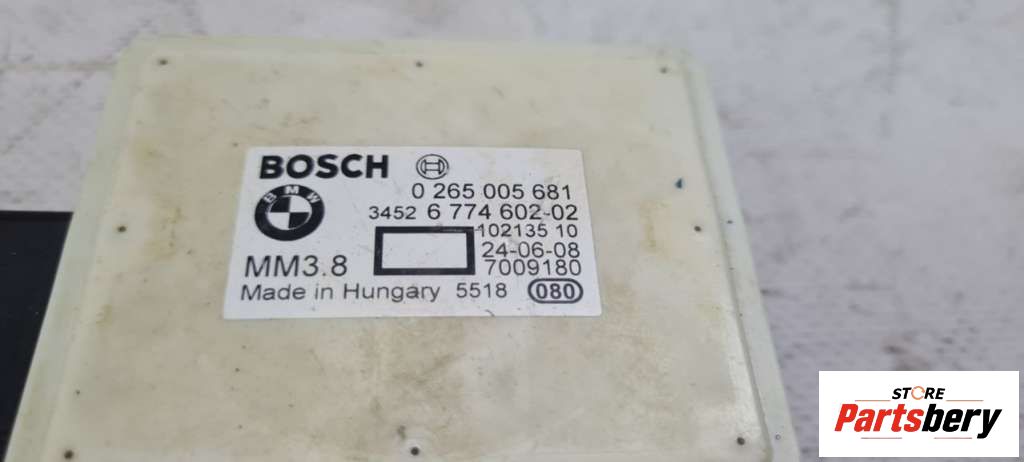 BOSCH
BMW
0 265 005 681
3452 6 774 602-02
102135 10
24-06-08
MM3.8
7009180
Made in Hungary 5518 080
STORE
Partsbery